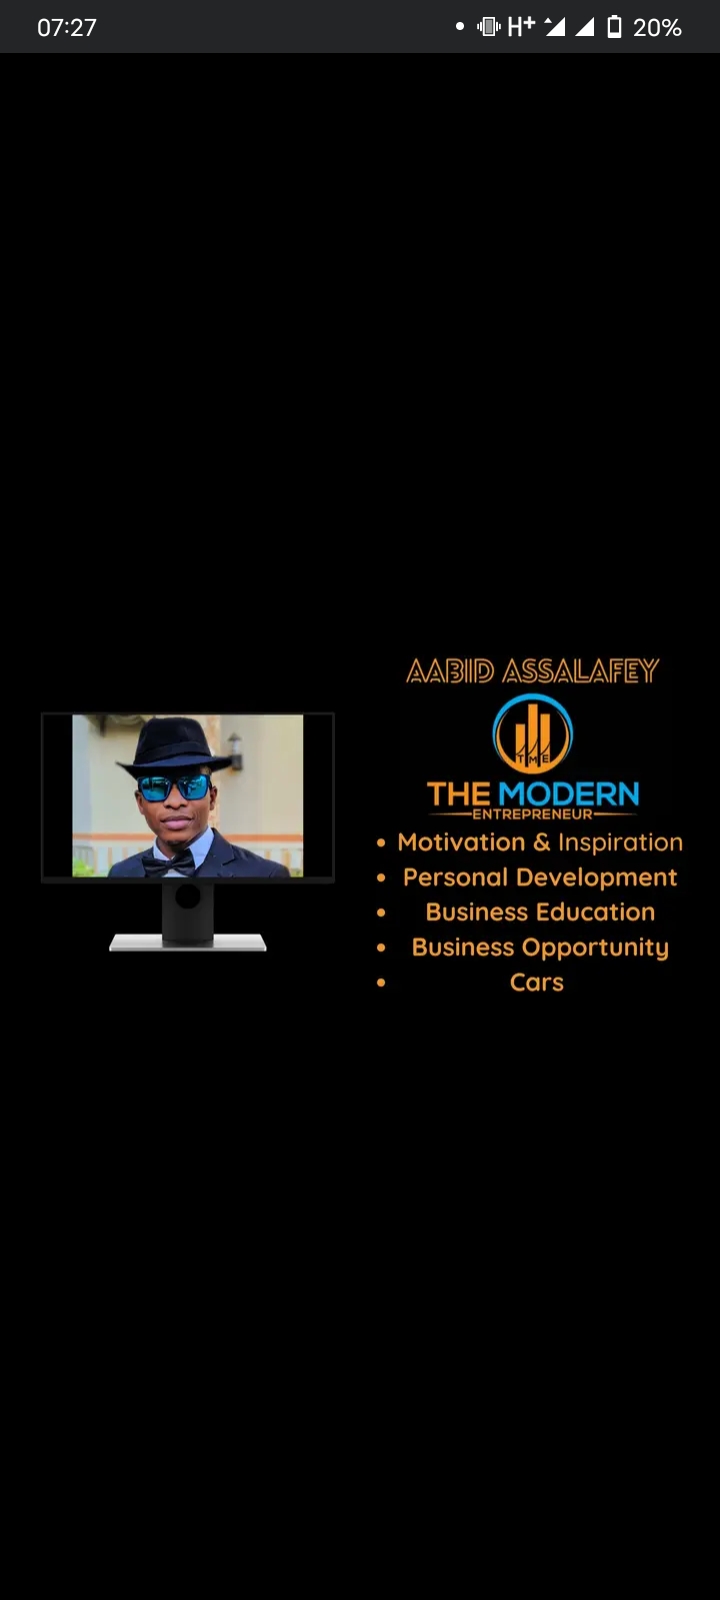 07:27 H+ 20%
AABID ASSALAFEY
TME
THE MODERN
ENTREPRENEUR
• Motivation & Inspiration
• Personal Development
• Business Education
• Business Opportunity
• Cars